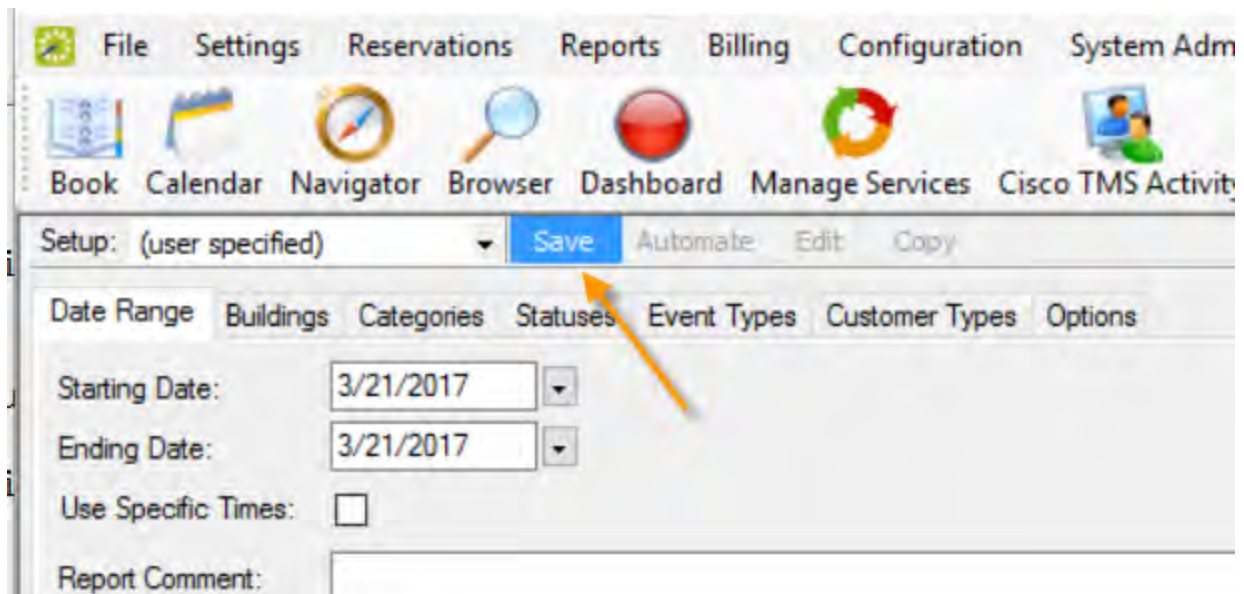 File Settings Reservations Reports Billing Configuration System Adm
Book Calendar Navigator Browser Dashboard Manage Services Cisco TMS Activity
Setup: (user specified) Save Automate Edit Copy
Date Range Buildings Categories Statuses Event Types Customer Types Options
Starting Date: 3/21/2017
Ending Date: 3/21/2017
Use Specific Times:
Report Comment: